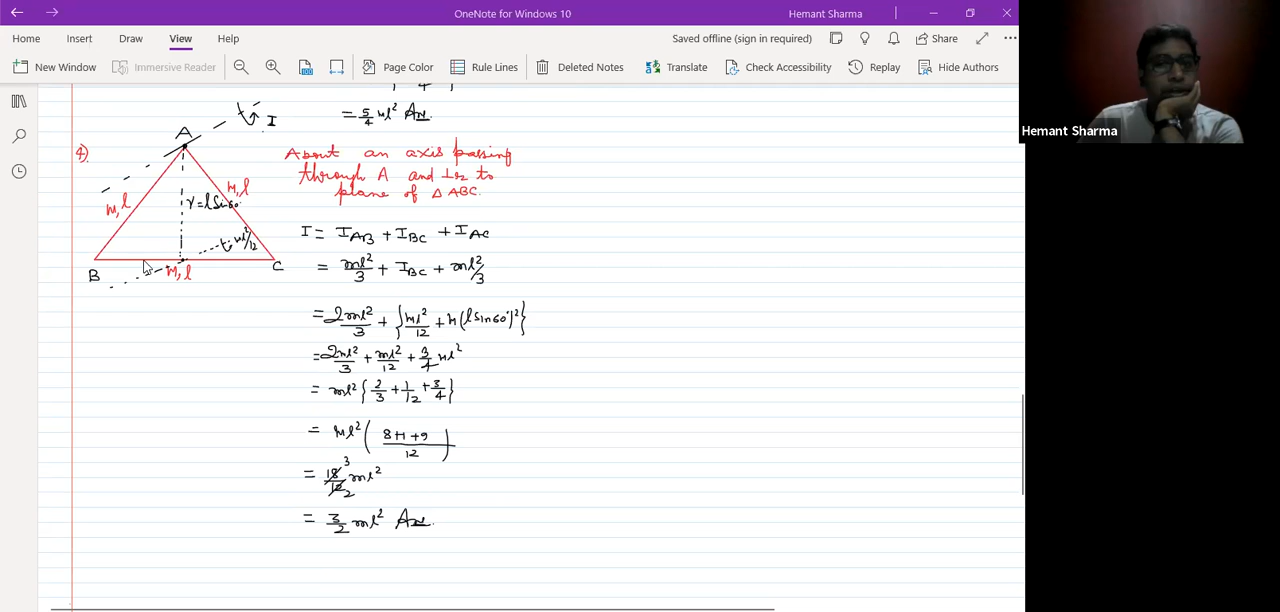 OneNote for Windows 10
Hemant Sharma
Home Insert Draw View Help
Saved offline (sign in required)
Share
New Window
Immersive Reader
Page Color
Rule Lines
Deleted Notes
Translate
Check Accessibility
Replay
Hide Authors
Hemant Sharma
= 5/4 ml² Ans.
4)
A
I
M, l
M, l
r = l Sin60°
ml²/12
B
M, l
C
About an axis passing
through A and ⊥r to
plane of △ ABC.
I = I_AB + I_BC + I_AC
= ml²/3 + I_BC + ml²/3
= 2ml²/3 + {ml²/12 + M(l Sin60°)²}
= 2ml²/3 + ml²/12 + 3/4 ml²
= ml² {2/3 + 1/12 + 3/4}
= Ml² (8+1+9/12)
= 18/12 3/2 ml²
= 3/2 ml² Ans.